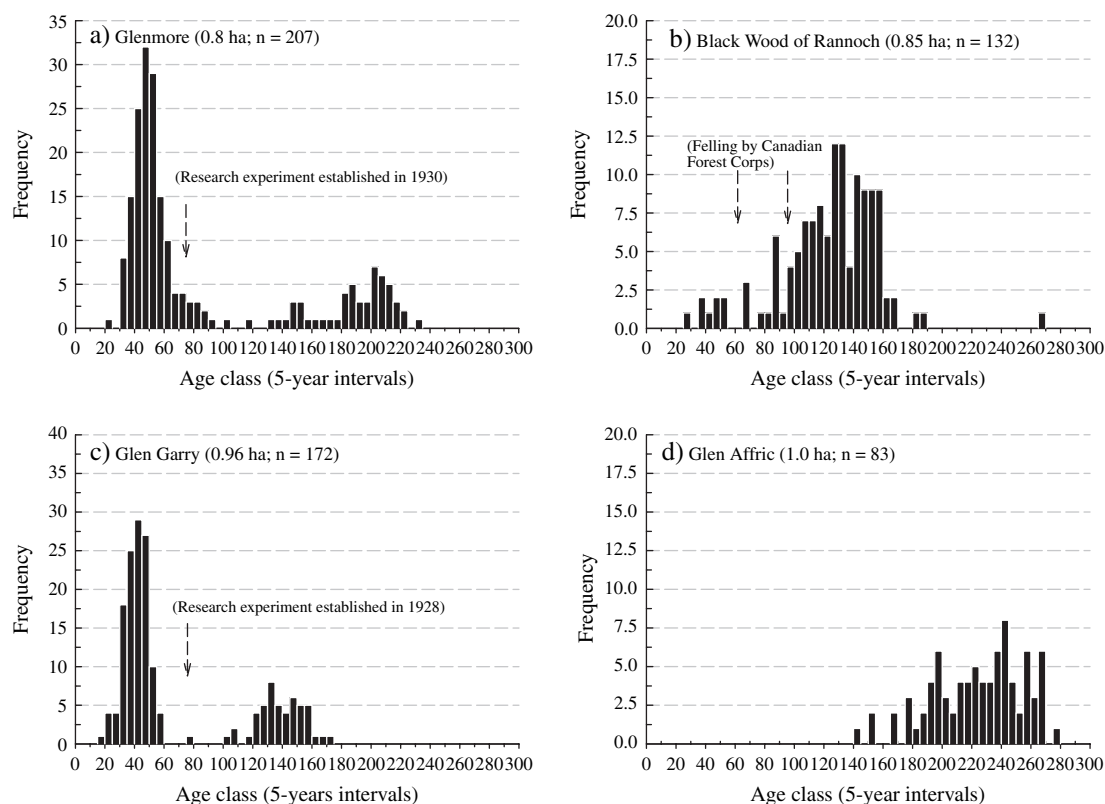 a) Glenmore (0.8 ha; n = 207)
35
30
25
20
15
10
5
0
Frequency
(Research experiment established in 1930)
0 20 40 60 80 100 120 140 160 180 200 220 240 260 280 300
Age class (5-year intervals)
b) Black Wood of Rannoch (0.85 ha; n = 132)
20.0
17.5
15.0
12.5
10.0
7.5
5.0
2.5
0.0
Frequency
(Felling by Canadian
Forest Corps)
0 20 40 60 80 100 120 140 160 180 200 220 240 260 280 300
Age class (5-year intervals)
c) Glen Garry (0.96 ha; n = 172)
40
35
30
25
20
15
10
5
0
Frequency
(Research experiment established in 1928)
0 20 40 60 80 100 120 140 160 180 200 220 240 260 280 300
Age class (5-years intervals)
d) Glen Affric (1.0 ha; n = 83)
20.0
17.5
15.0
12.5
10.0
7.5
5.0
2.5
0.0
Frequency
0 20 40 60 80 100 120 140 160 180 200 220 240 260 280 300
Age class (5-year intervals)